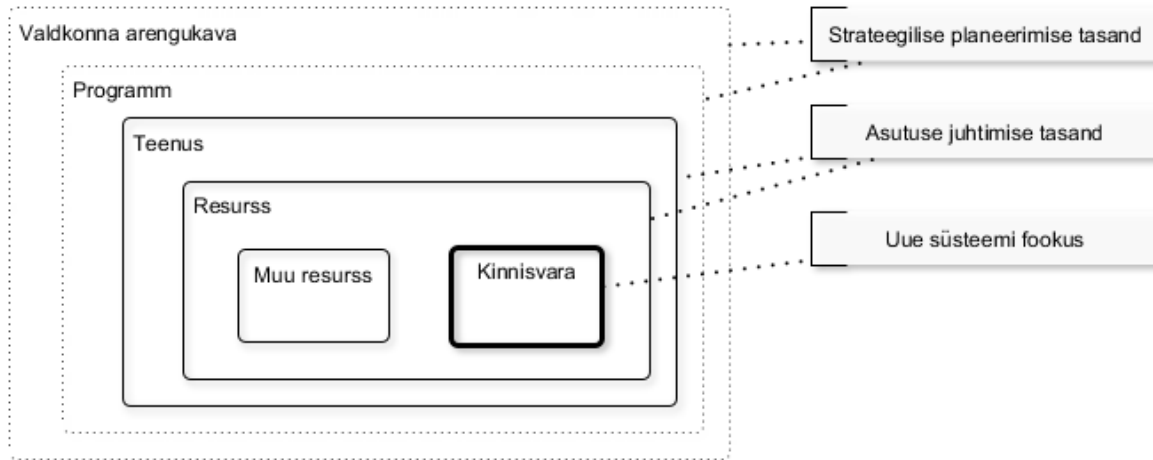 Valdkonna arengukava
Strateegilise planeerimise tasand
Programm
Asutuse juhtimise tasand
Teenus
Resurss
Uue süsteemi fookus
Muu resurss
Kinnisvara